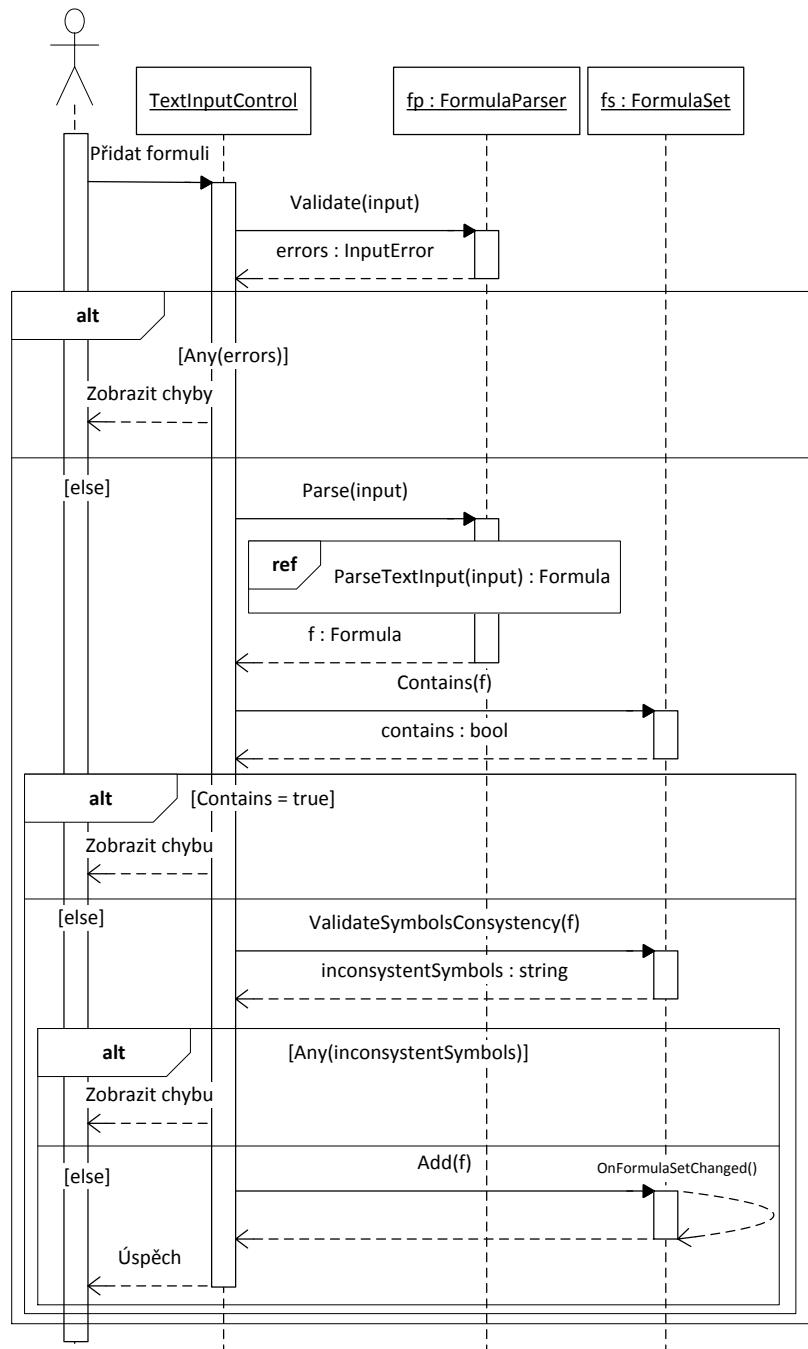 TextInputControl
fp : FormulaParser
fs : FormulaSet
Přidat formuli
Validate(input)
errors : InputError
alt
[Any(errors)]
Zobrazit chyby
[else]
Parse(input)
ref
ParseTextInput(input) : Formula
f : Formula
Contains(f)
contains : bool
alt
[Contains = true]
Zobrazit chybu
[else]
ValidateSymbolsConsystency(f)
inconsystentSymbols : string
alt
[Any(inconsystentSymbols)]
Zobrazit chybu
[else]
Add(f)
OnFormulaSetChanged()
Úspěch